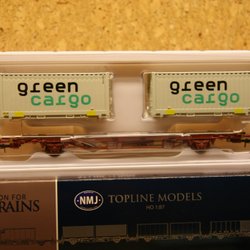 green
cargo
green
cargo
ON FOR
RAINS
NMJ
TOPLINE MODELS
HO 1:87